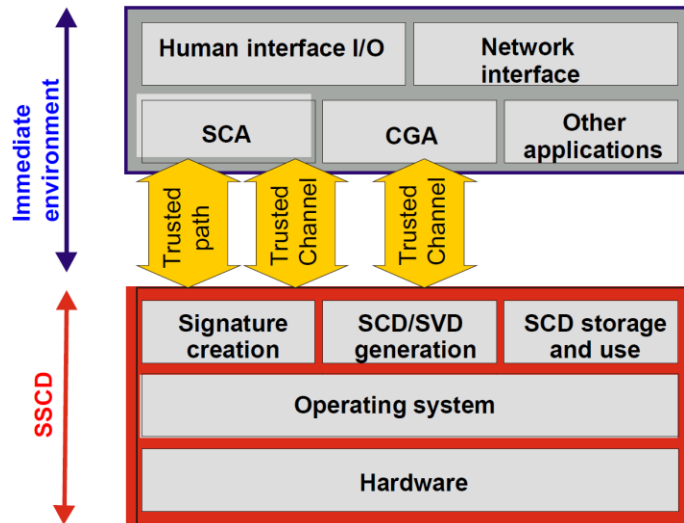 Human interface I/O
Network
interface
SCA
CGA
Other
applications
Immediate
environment
Trusted
path
Trusted
Channel
Trusted
Channel
Signature
creation
SCD/SVD
generation
SCD storage
and use
Operating system
Hardware
SSCD